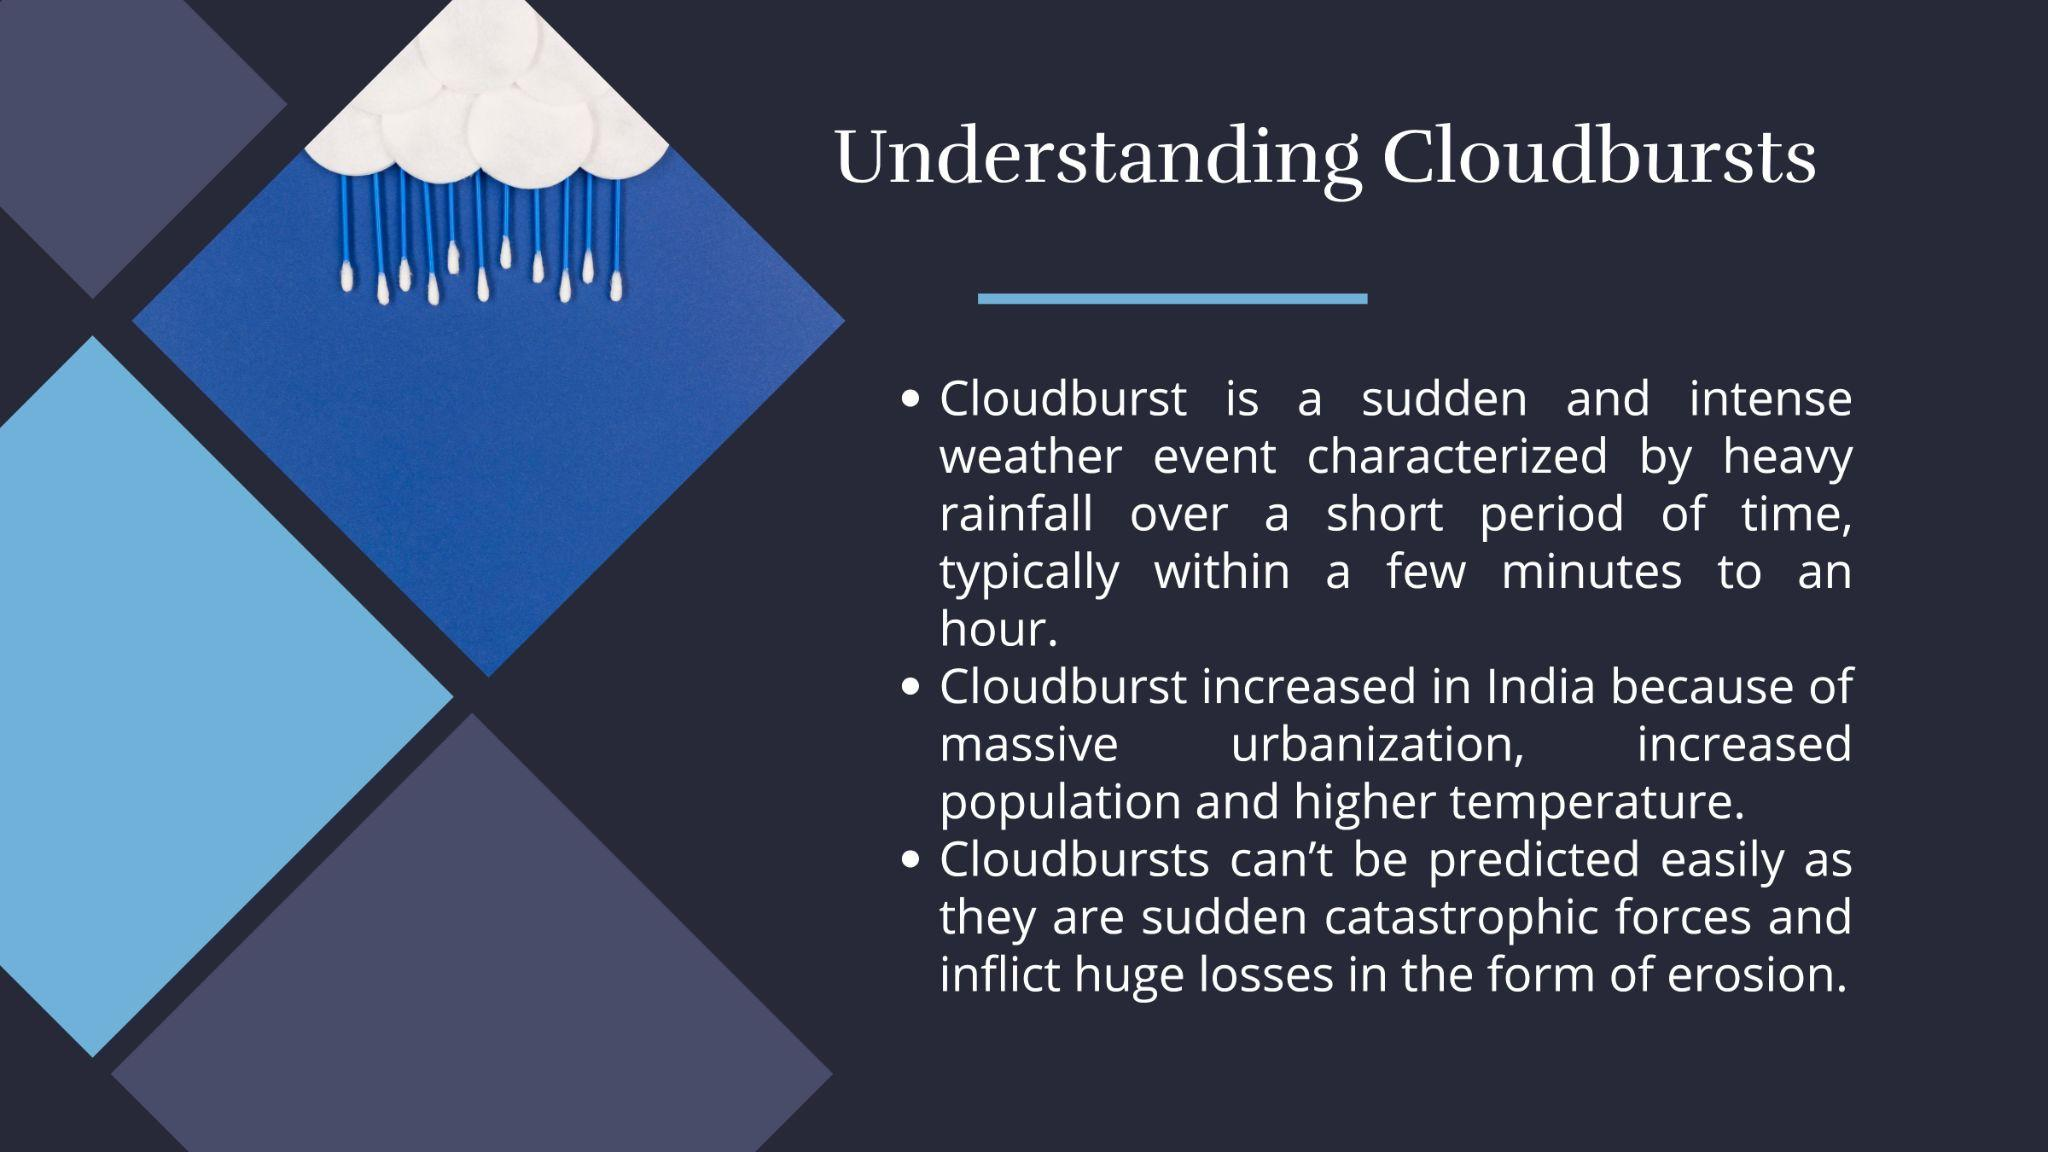 Understanding Cloudbursts
• Cloudburst is a sudden and intense
weather event characterized by heavy
rainfall over a short period of time,
typically within a few minutes to an
hour.
• Cloudburst increased in India because of
massive urbanization, increased
population and higher temperature.
• Cloudbursts can’t be predicted easily as
they are sudden catastrophic forces and
inflict huge losses in the form of erosion.